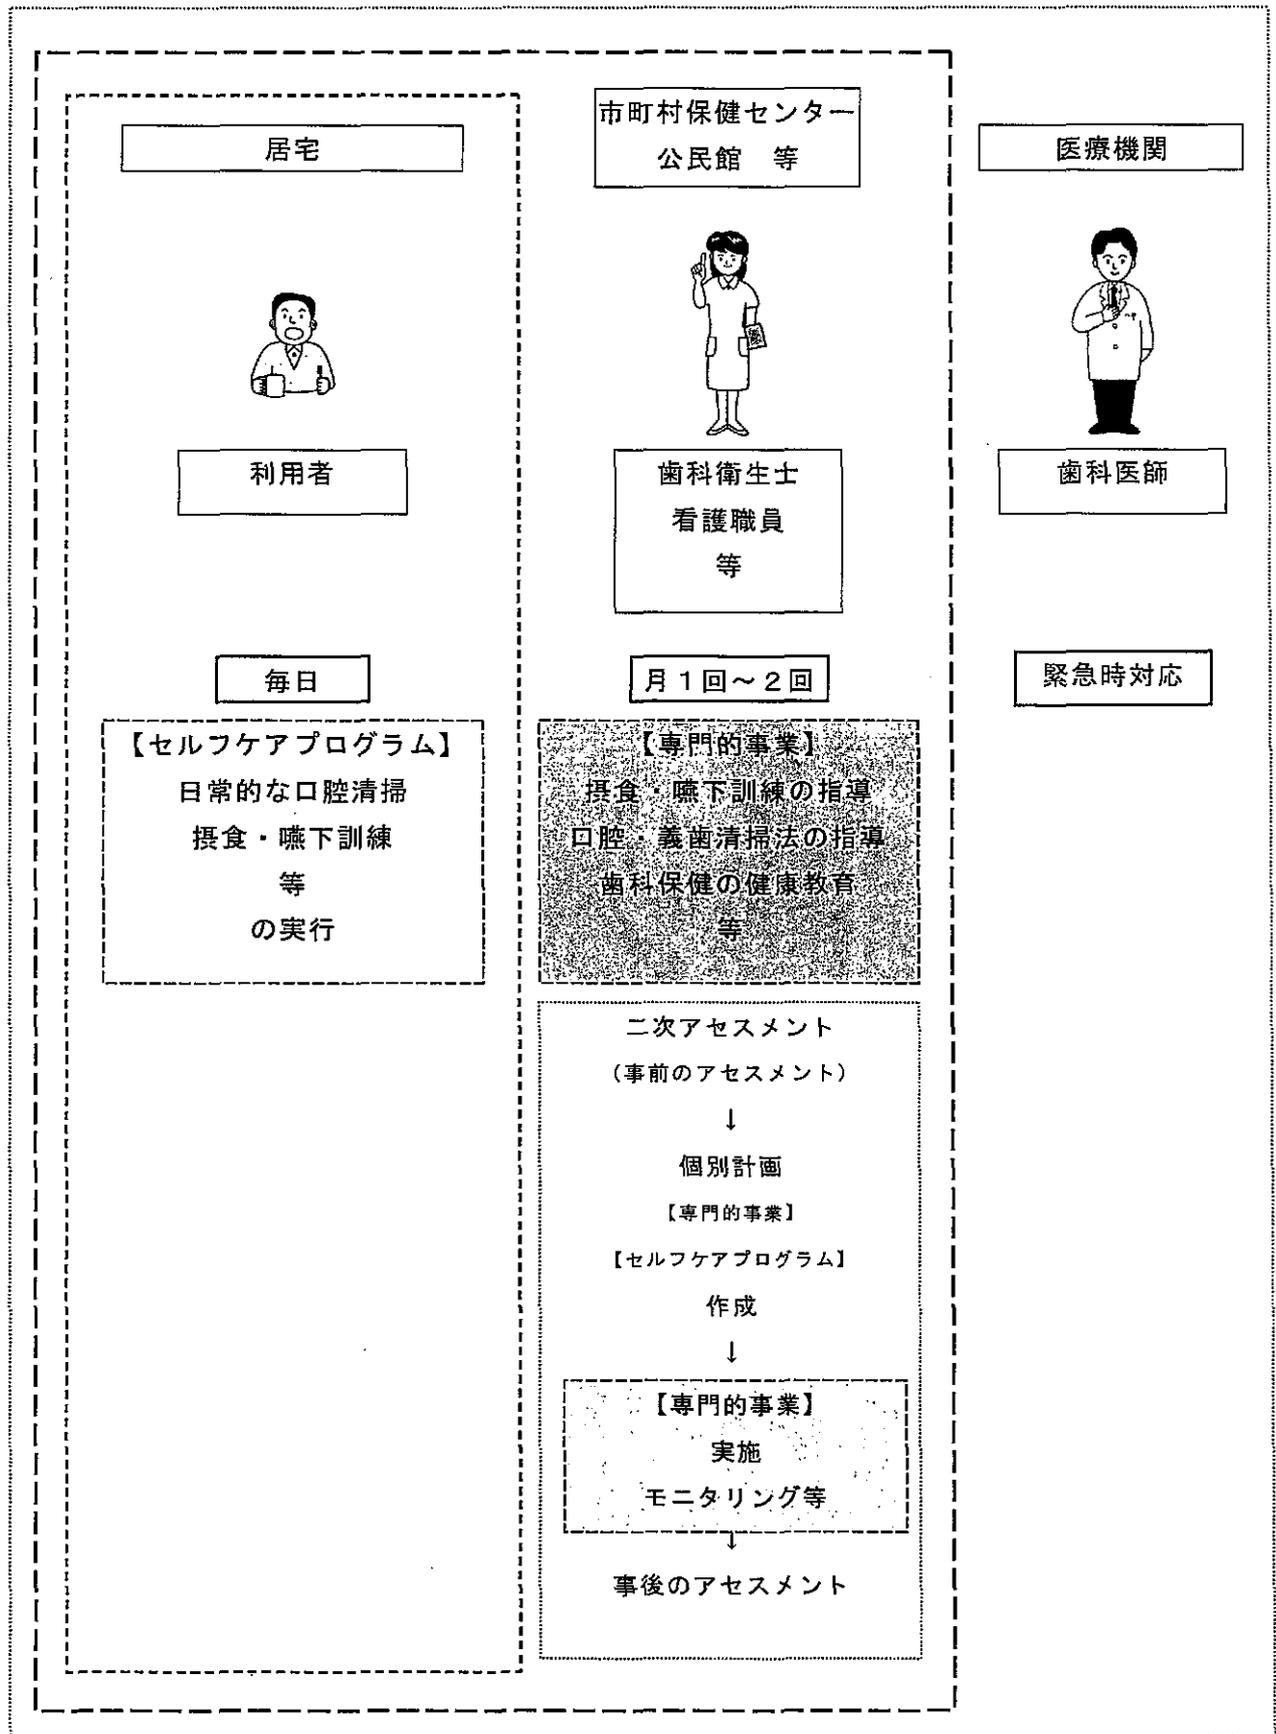 居宅
利用者
毎日
【セルフケアプログラム】
日常的な口腔清掃
摂食・嚥下訓練
等
の実行
市町村保健センター
公民館　等
歯科衛生士
看護職員
等
月１回～２回
【専門的事業】
摂食・嚥下訓練の指導
口腔・義歯清掃法の指導
歯科保健の健康教育
等
二次アセスメント
（事前のアセスメント）
↓
個別計画
【専門的事業】
【セルフケアプログラム】
作成
↓
【専門的事業】
実施
モニタリング等
↓
事後のアセスメント
医療機関
歯科医師
緊急時対応